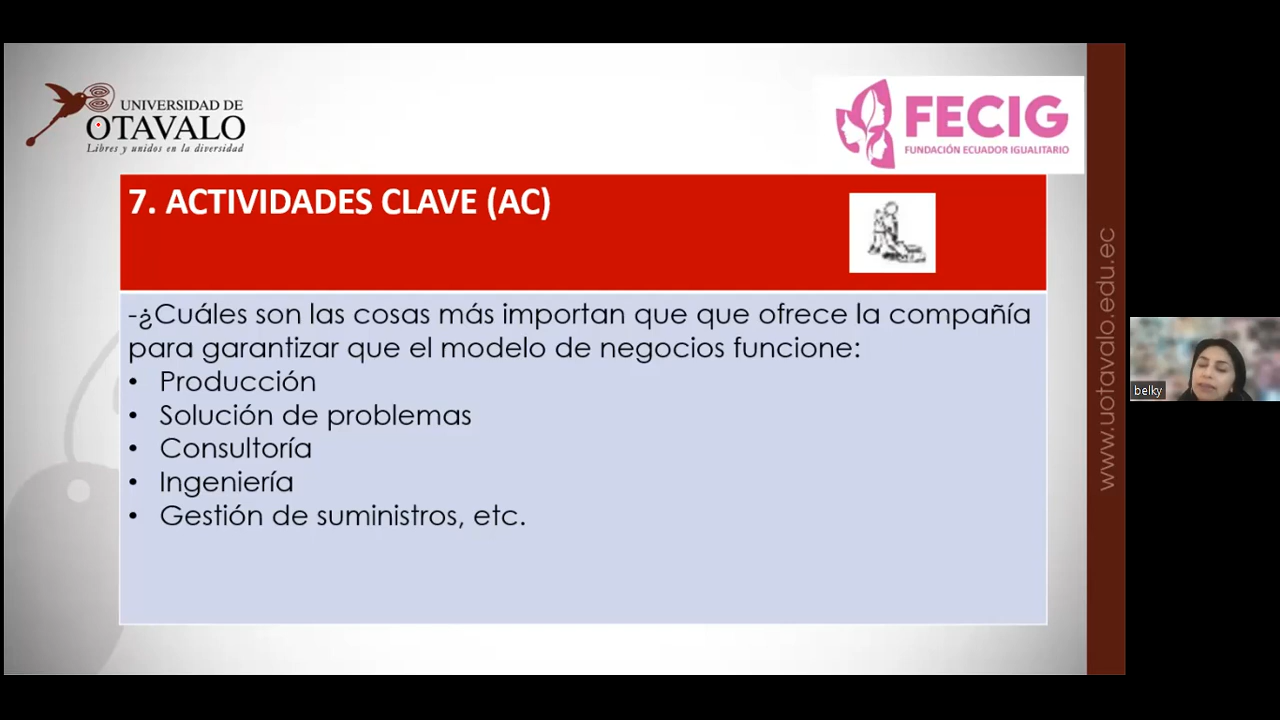 UNIVERSIDAD DE
OTAVALO
Libres y unidos en la diversidad
FECIG
FUNDACIÓN ECUADOR IGUALITARIO
7. ACTIVIDADES CLAVE (AC)
-¿Cuáles son las cosas más importan que que ofrece la compañía
para garantizar que el modelo de negocios funcione:
• Producción
• Solución de problemas
• Consultoría
• Ingeniería
• Gestión de suministros, etc.
www.uotavalo.edu.ec
belky